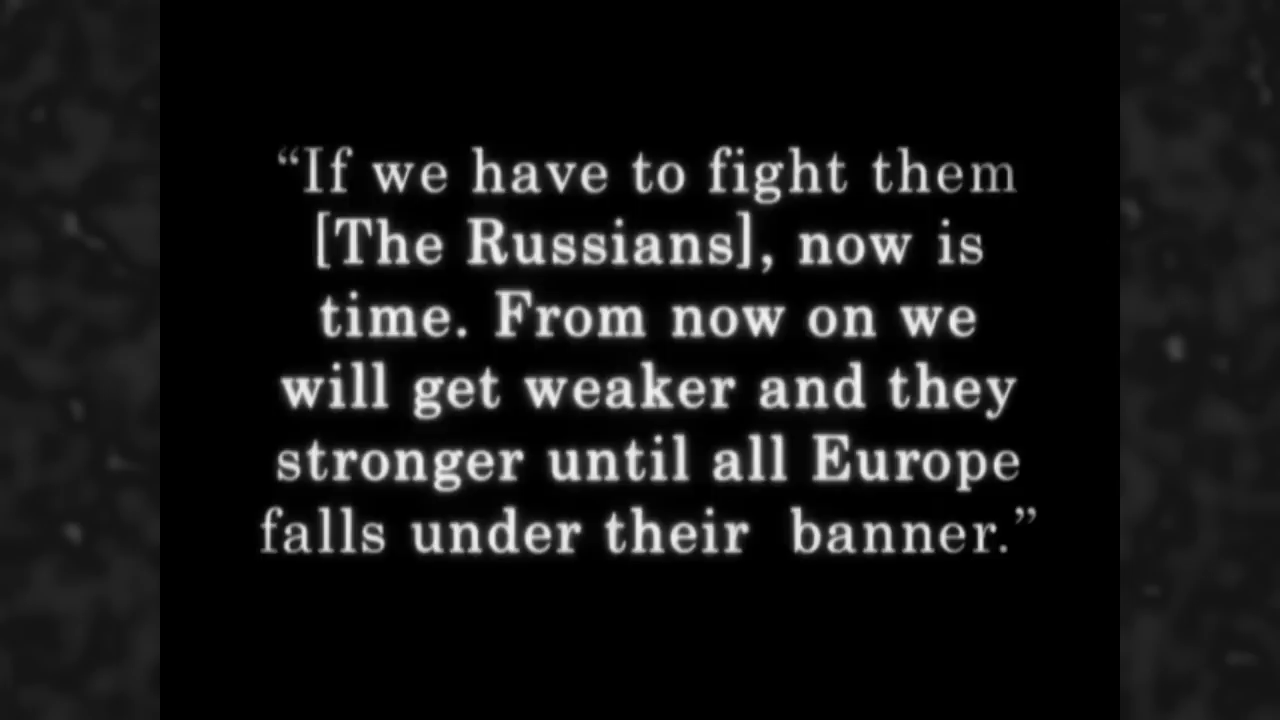 “If we have to fight them
[The Russians], now is
time. From now on we
will get weaker and they
stronger until all Europe
falls under their  banner.”